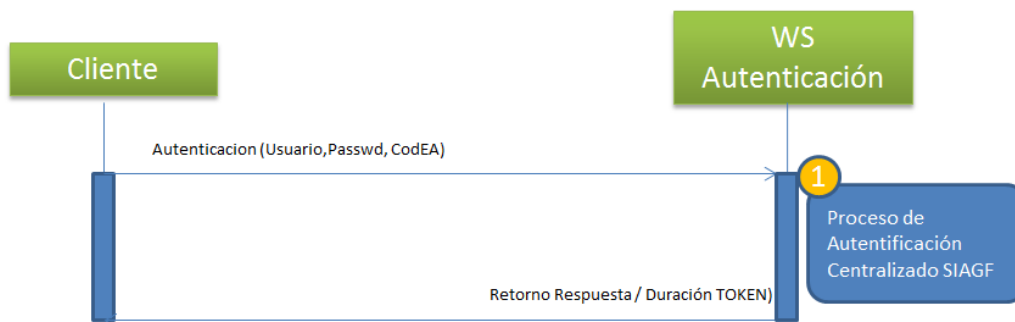 Cliente
WS
Autenticación
Autenticacion (Usuario,Passwd, CodEA)
1
Proceso de
Autentificación
Centralizado SIAGF
Retorno Respuesta / Duración TOKEN)